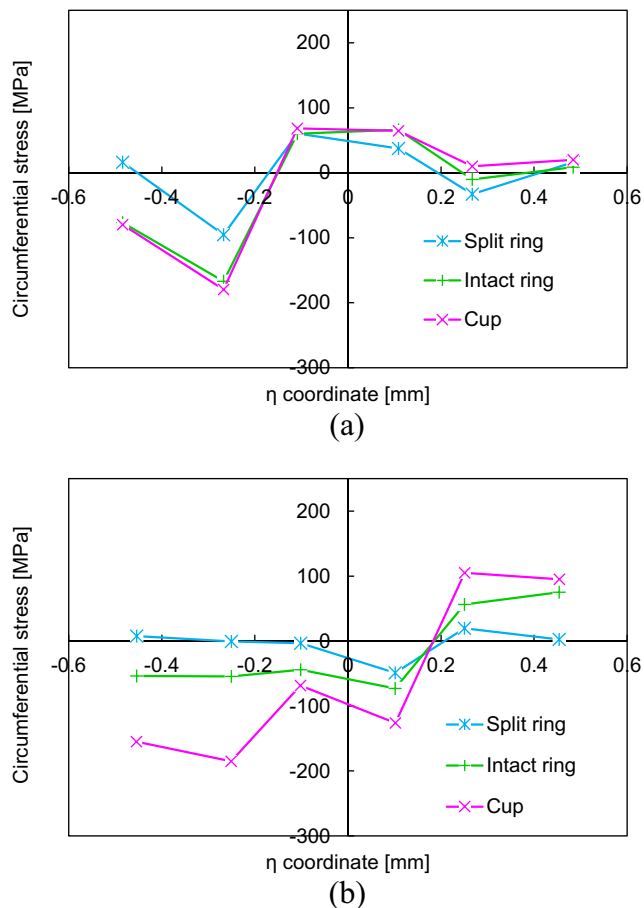 Circumferential stress [MPa]
200
100
0
-100
-200
-300
-0.6 -0.4 -0.2 0 0.2 0.4 0.6
Split ring
Intact ring
Cup
η coordinate [mm]
(a)
Circumferential stress [MPa]
200
100
0
-100
-200
-300
-0.6 -0.4 -0.2 0 0.2 0.4 0.6
Split ring
Intact ring
Cup
η coordinate [mm]
(b)